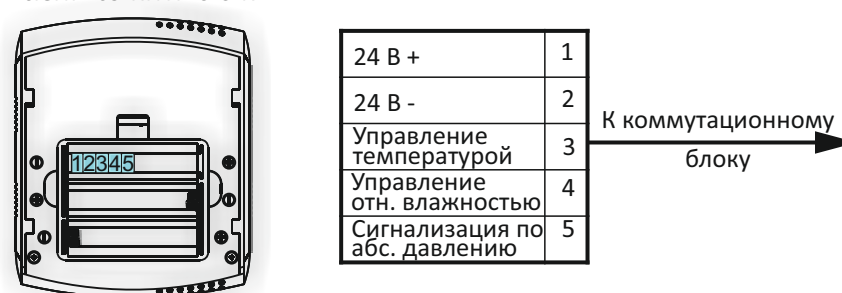 12345
24 В + 1
24 В - 2
Управление
температурой 3
Управление
отн. влажностью 4
Сигнализация по
абс. давлению 5
К коммутационному
блоку